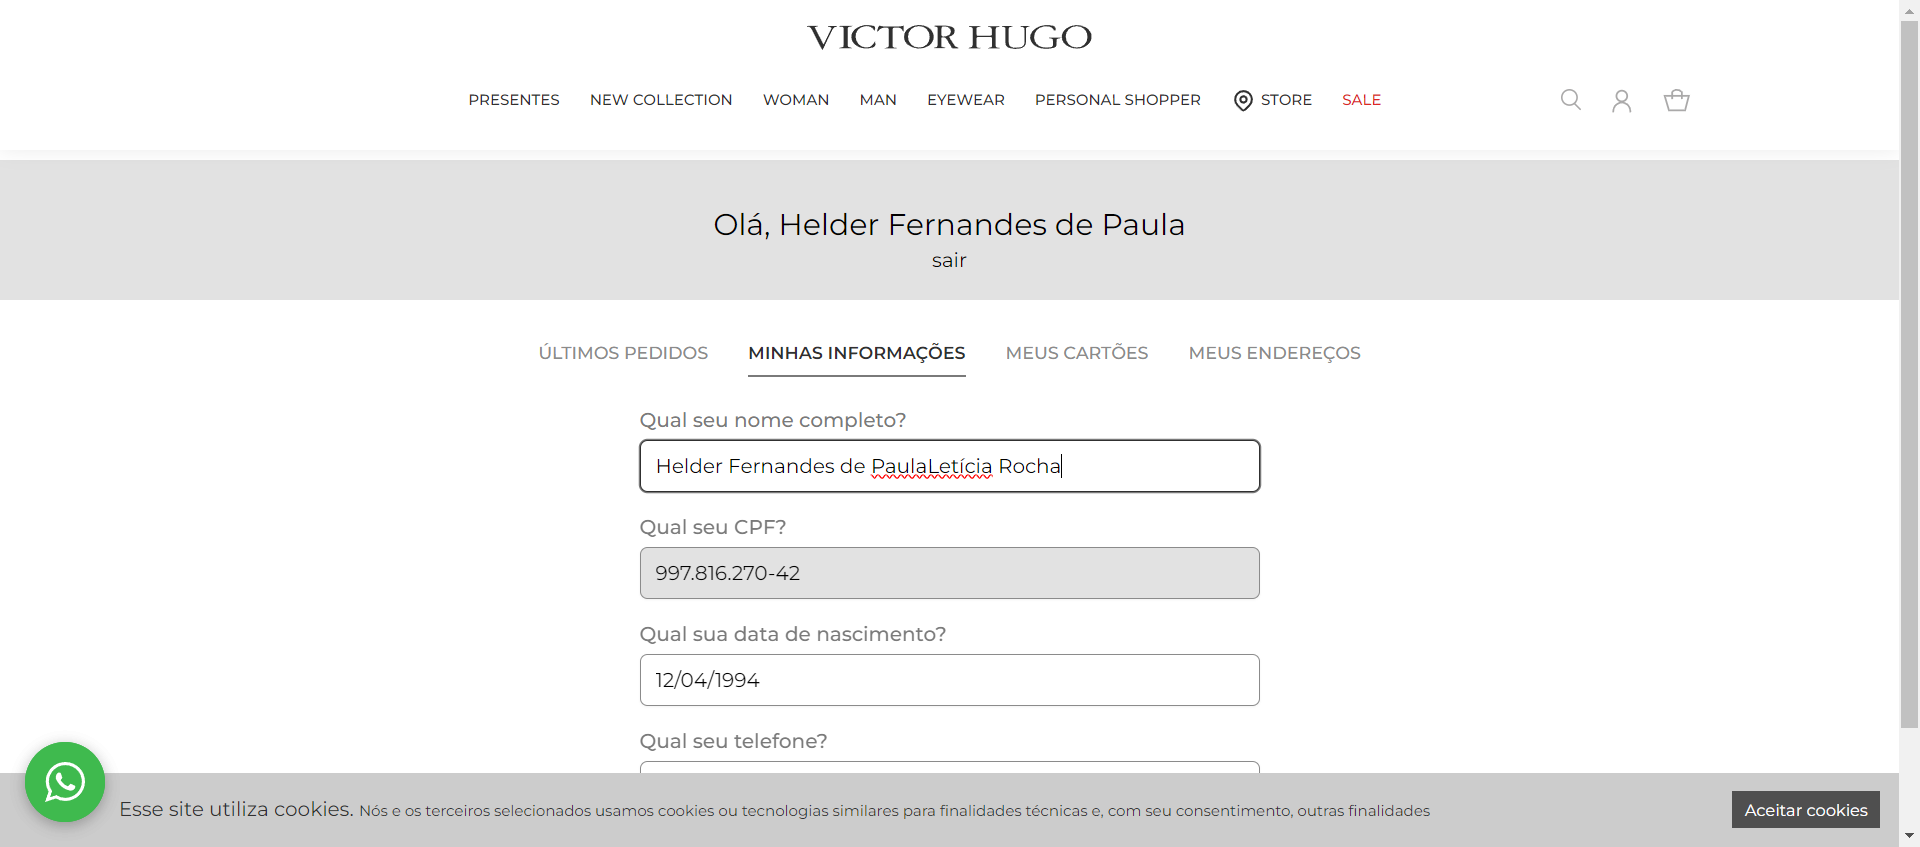 VICTOR HUGO
PRESENTES NEW COLLECTION WOMAN MAN EYEWEAR PERSONAL SHOPPER STORE SALE
Olá, Helder Fernandes de Paula
sair
ÚLTIMOS PEDIDOS MINHAS INFORMAÇÕES MEUS CARTÕES MEUS ENDEREÇOS
Qual seu nome completo?
Helder Fernandes de PaulaLetícia Rocha
Qual seu CPF?
997.816.270-42
Qual sua data de nascimento?
12/04/1994
Qual seu telefone?
Esse site utiliza cookies. Nós e os terceiros selecionados usamos cookies ou tecnologias similares para finalidades técnicas e, com seu consentimento, outras finalidades
Aceitar cookies